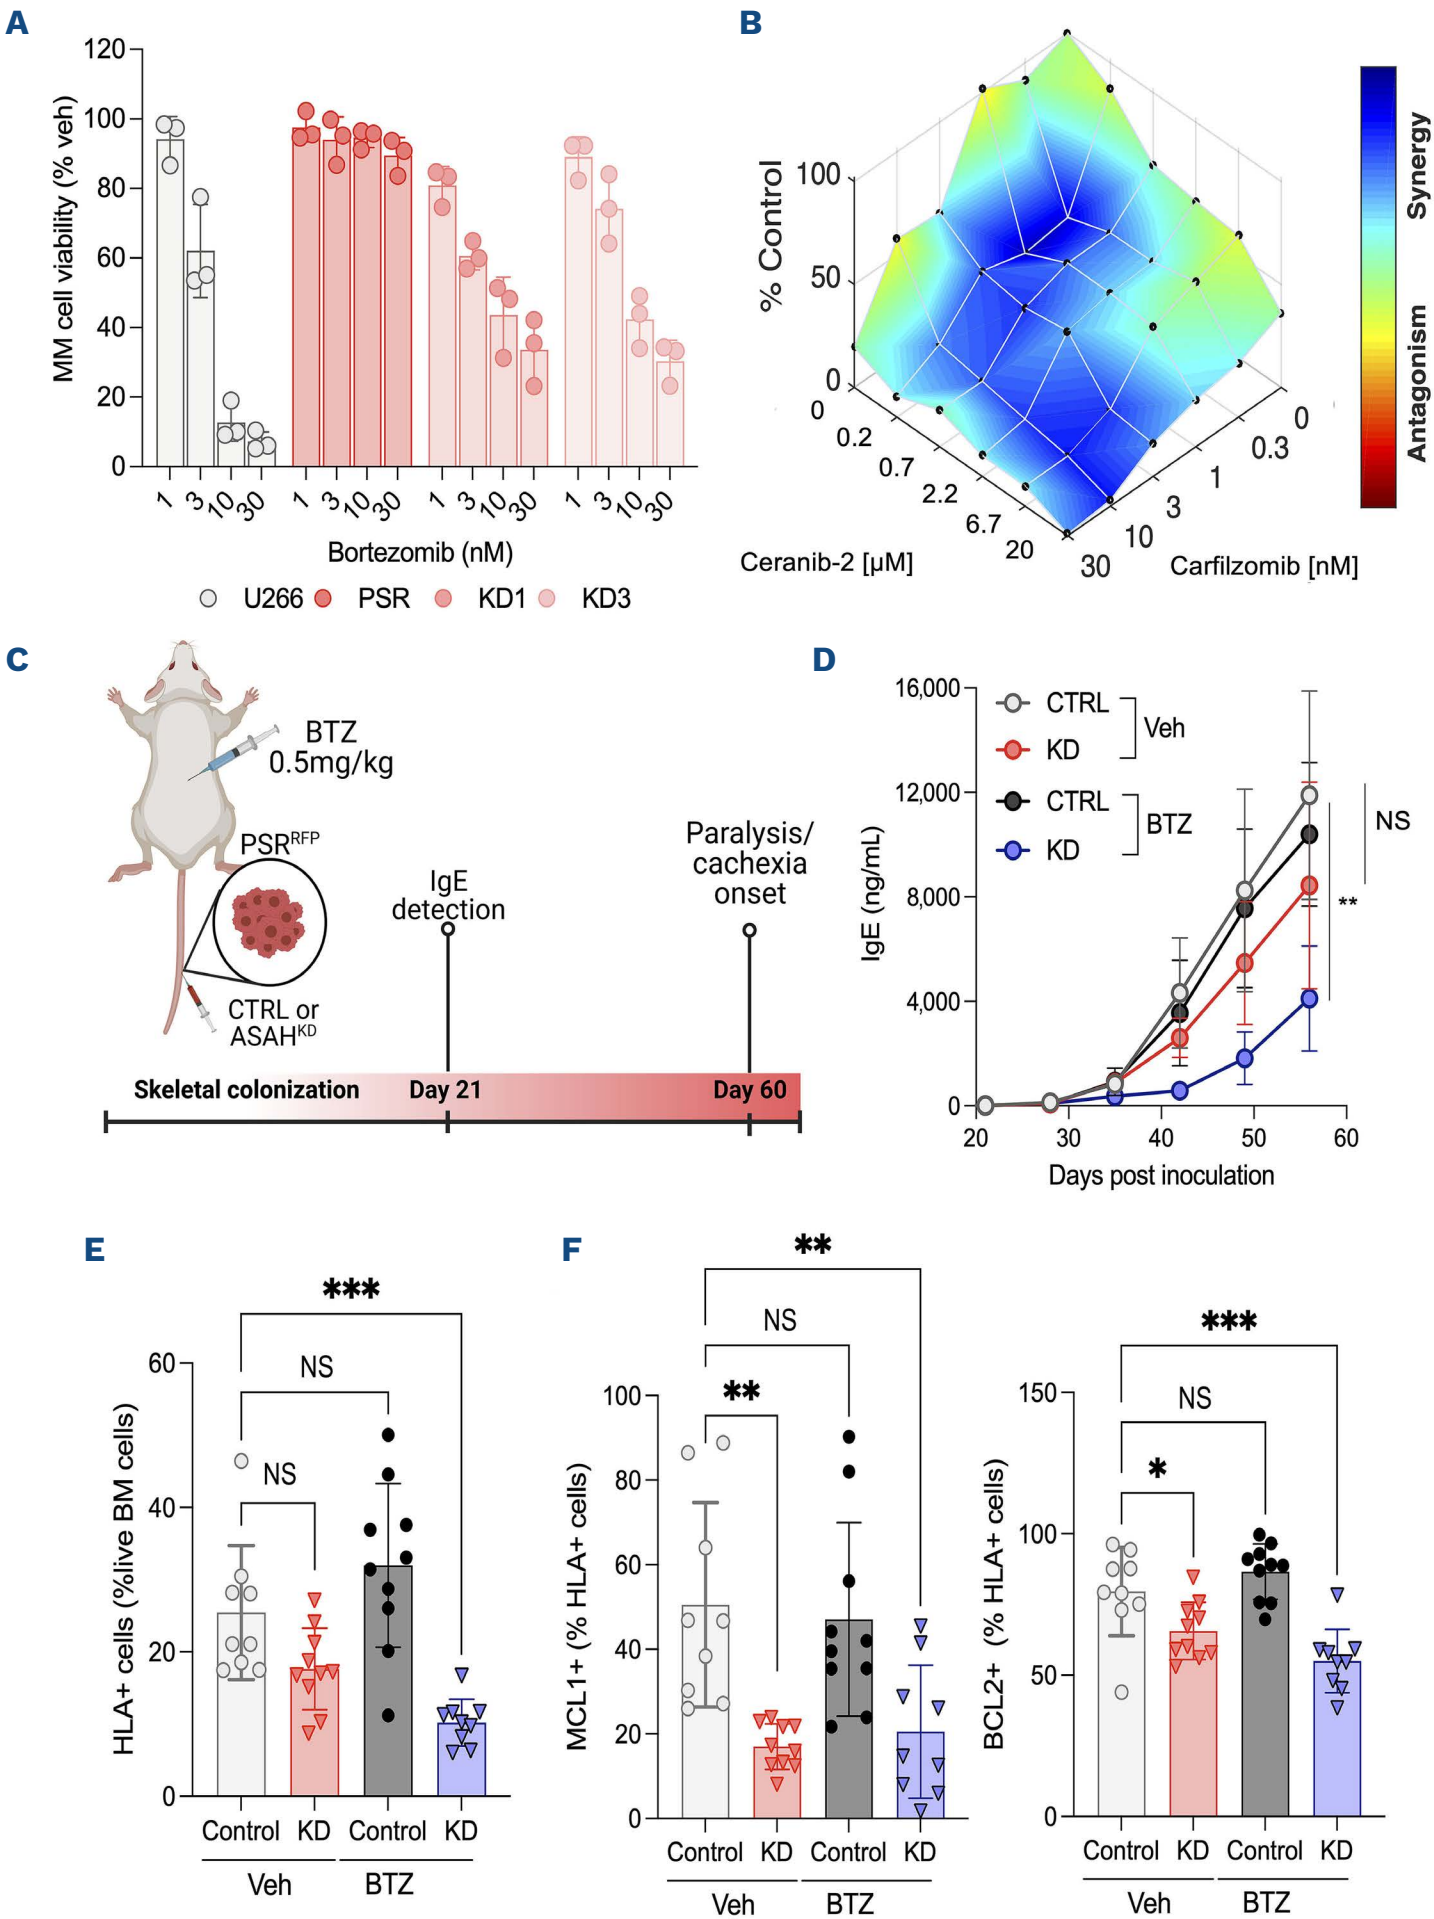 A
MM cell viability (% veh)
120
100
80
60
40
20
0
1 3 10 30 1 3 10 30 1 3 10 30 1 3 10 30
Bortezomib (nM)
U266 PSR KD1 KD3
B
% Control
100
50
0
0
0.2
0.7
2.2
6.7
20
Ceranib-2 [µM]
0
0.3
1
3
10
30
Carfilzomib [nM]
Synergy
Antagonism
C
BTZ
0.5mg/kg
PSRᴿFP
CTRL or
ASAHᴷᴰ
IgE
detection
Paralysis/
cachexia
onset
Skeletal colonization Day 21 Day 60
D
IgE (ng/mL)
16,000
12,000
8,000
4,000
0
CTRL
KD
Veh
CTRL
KD
BTZ
NS
**
20 30 40 50 60
Days post inoculation
E
HLA+ cells (%live BM cells)
60
40
20
0
***
NS
NS
Control KD Control KD
Veh BTZ
F
MCL1+ (% HLA+ cells)
100
80
60
40
20
0
**
NS
**
Control KD Control KD
Veh BTZ
BCL2+ (% HLA+ cells)
150
100
50
0
***
NS
*
Control KD Control KD
Veh BTZ